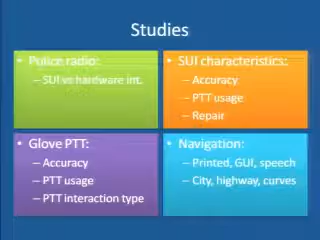 Studies
• Police radio:
– SUI vs hardware int.
• SUI characteristics:
– Accuracy
– PTT usage
– Repair
• Glove PTT:
– Accuracy
– PTT usage
– PTT interaction type
• Navigation:
– Printed, GUI, speech
– City, highway, curves